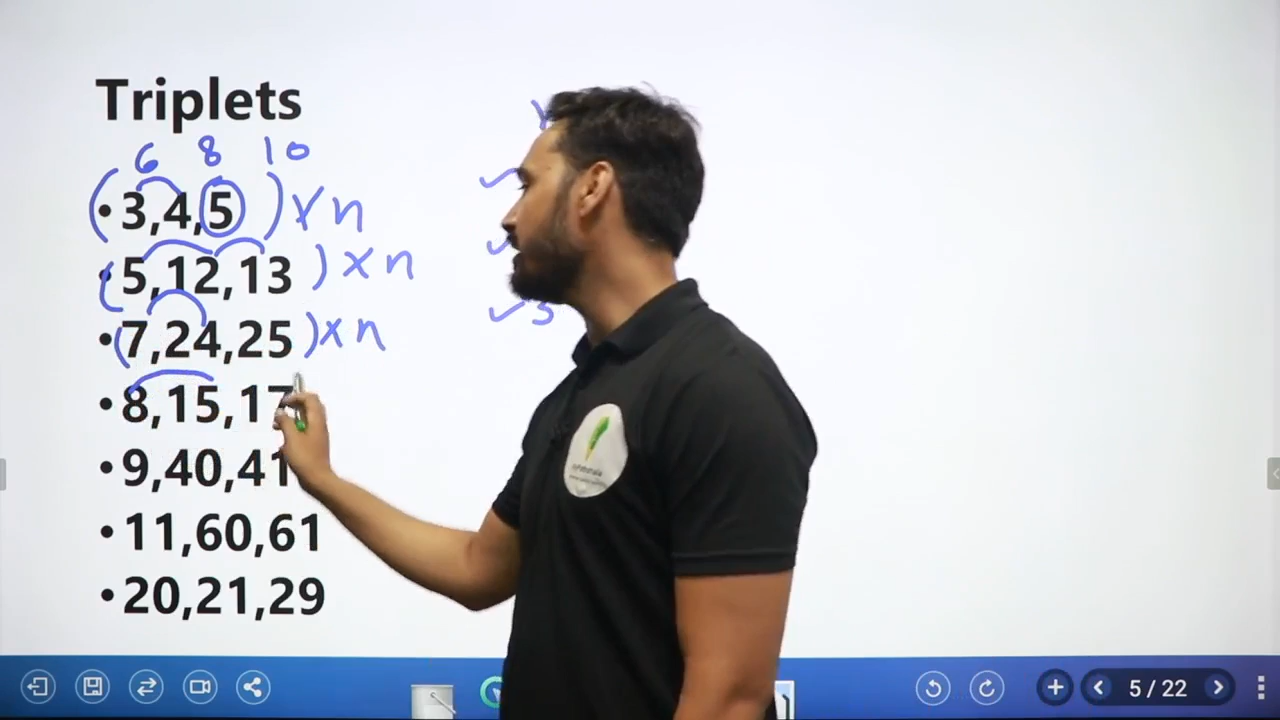 Triplets
6 8 10
(• 3,4,5 ) x n
(• 5,12,13 ) x n
• (7,24,25 ) x n
• 8,15,17
• 9,40,41
• 11,60,61
• 20,21,29
5 / 22